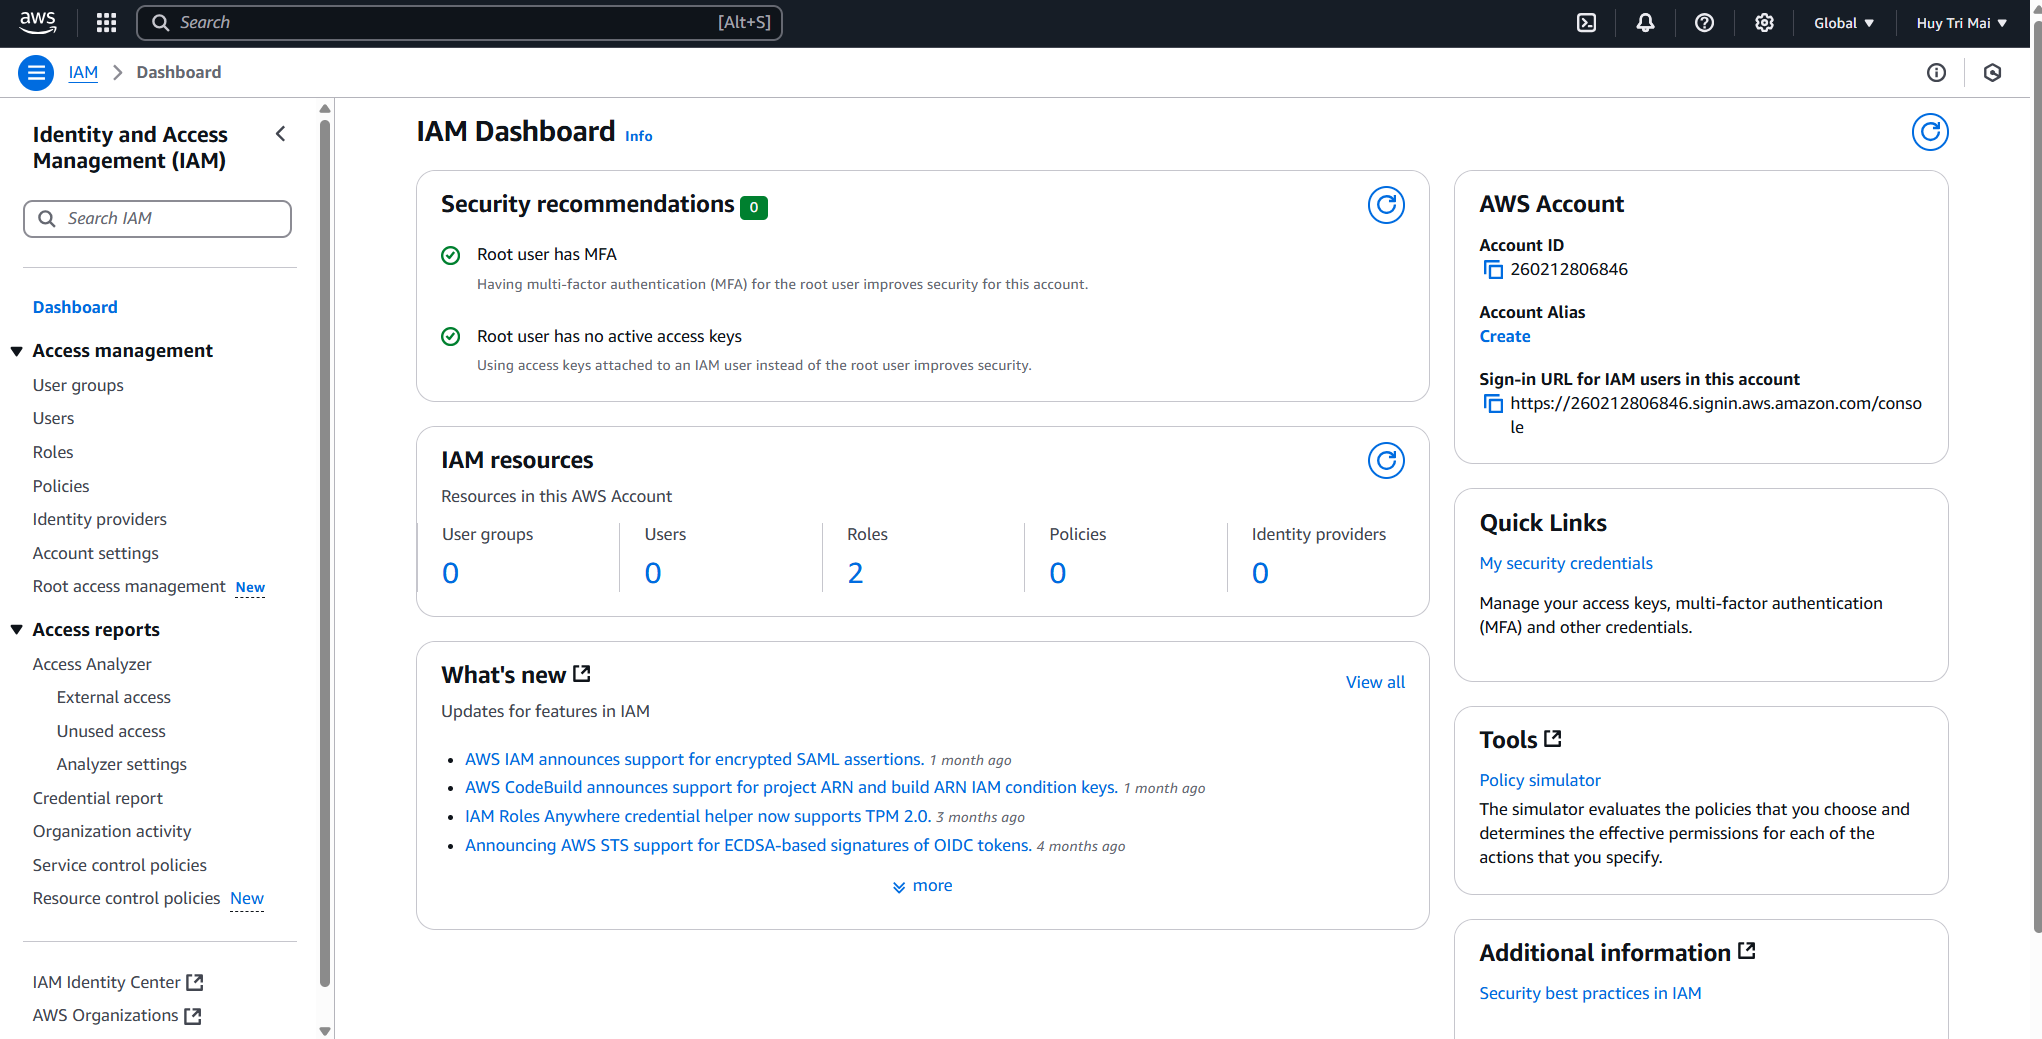 aws
Search [Alt+S]
Global ▼
Huy Tri Mai ▼
IAM > Dashboard
Identity and Access
Management (IAM)
Search IAM
Dashboard
Access management
User groups
Users
Roles
Policies
Identity providers
Account settings
Root access management New
Access reports
Access Analyzer
External access
Unused access
Analyzer settings
Credential report
Organization activity
Service control policies
Resource control policies New
IAM Identity Center
AWS Organizations
IAM Dashboard Info
Security recommendations 0
Root user has MFA
Having multi-factor authentication (MFA) for the root user improves security for this account.
Root user has no active access keys
Using access keys attached to an IAM user instead of the root user improves security.
IAM resources
Resources in this AWS Account
User groups
0
Users
0
Roles
2
Policies
0
Identity providers
0
What's new
View all
Updates for features in IAM
• AWS IAM announces support for encrypted SAML assertions. 1 month ago
• AWS CodeBuild announces support for project ARN and build ARN IAM condition keys. 1 month ago
• IAM Roles Anywhere credential helper now supports TPM 2.0. 3 months ago
• Announcing AWS STS support for ECDSA-based signatures of OIDC tokens. 4 months ago
more
AWS Account
Account ID
260212806846
Account Alias
Create
Sign-in URL for IAM users in this account
https://260212806846.signin.aws.amazon.com/conso
le
Quick Links
My security credentials
Manage your access keys, multi-factor authentication
(MFA) and other credentials.
Tools
Policy simulator
The simulator evaluates the policies that you choose and
determines the effective permissions for each of the
actions that you specify.
Additional information
Security best practices in IAM